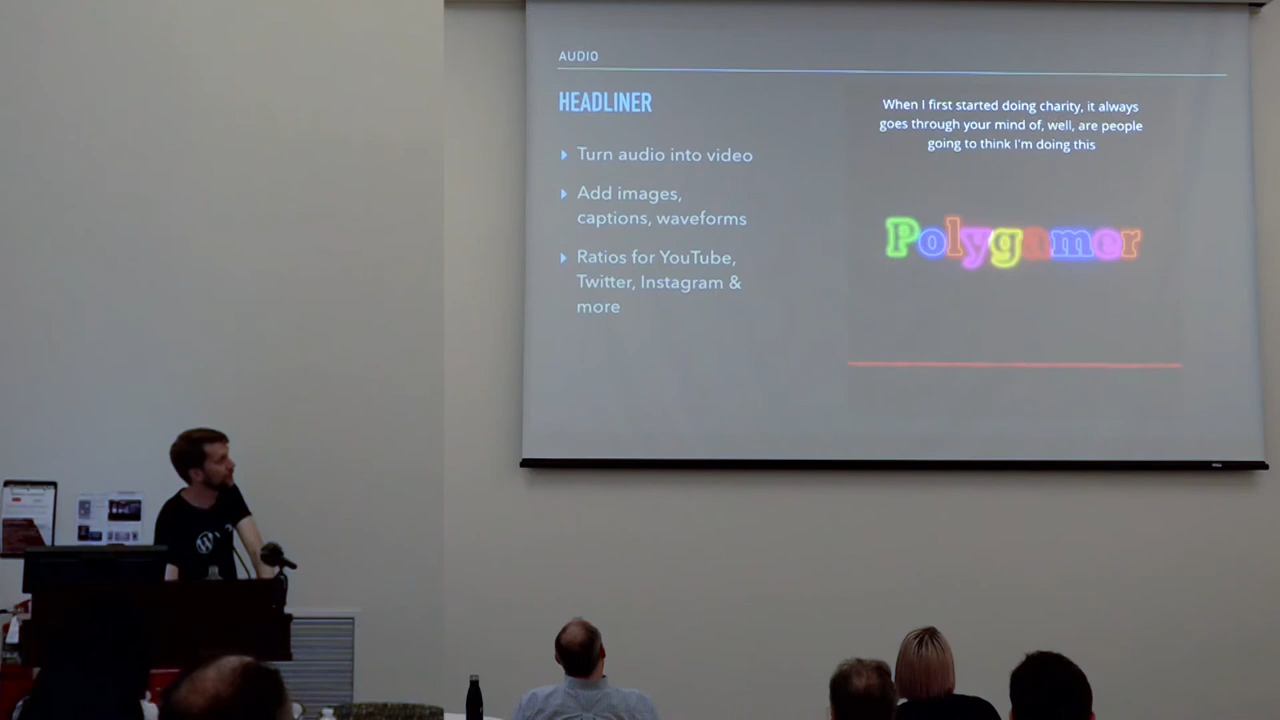 AUDIO
HEADLINER
Turn audio into video
Add images,
captions, waveforms
Ratios for YouTube,
Twitter, Instagram &
more
When I first started doing charity, it always
goes through your mind of, well, are people
going to think I'm doing this
Polygamer